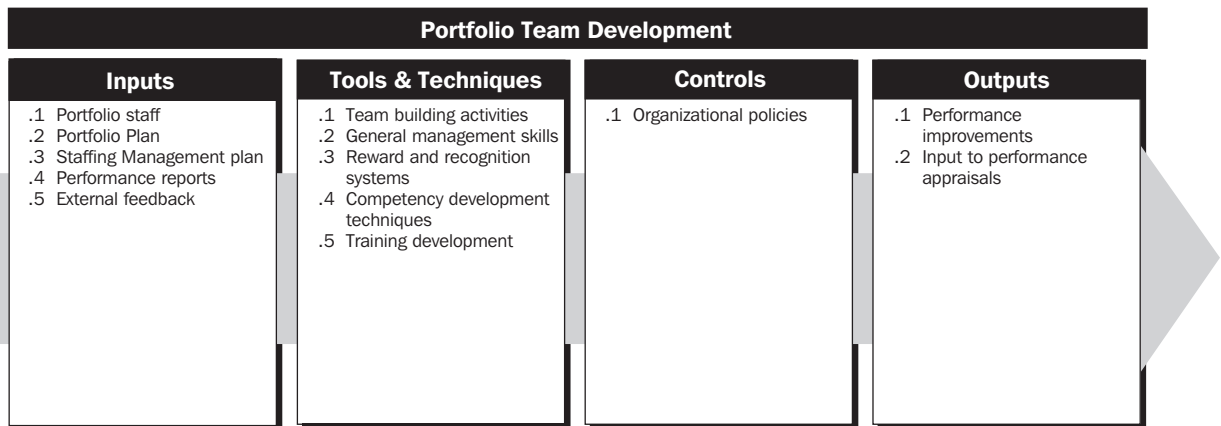 Portfolio Team Development
Inputs
.1 Portfolio staff
.2 Portfolio Plan
.3 Staffing Management plan
.4 Performance reports
.5 External feedback
Tools & Techniques
.1 Team building activities
.2 General management skills
.3 Reward and recognition
systems
.4 Competency development
techniques
.5 Training development
Controls
.1 Organizational policies
Outputs
.1 Performance
improvements
.2 Input to performance
appraisals